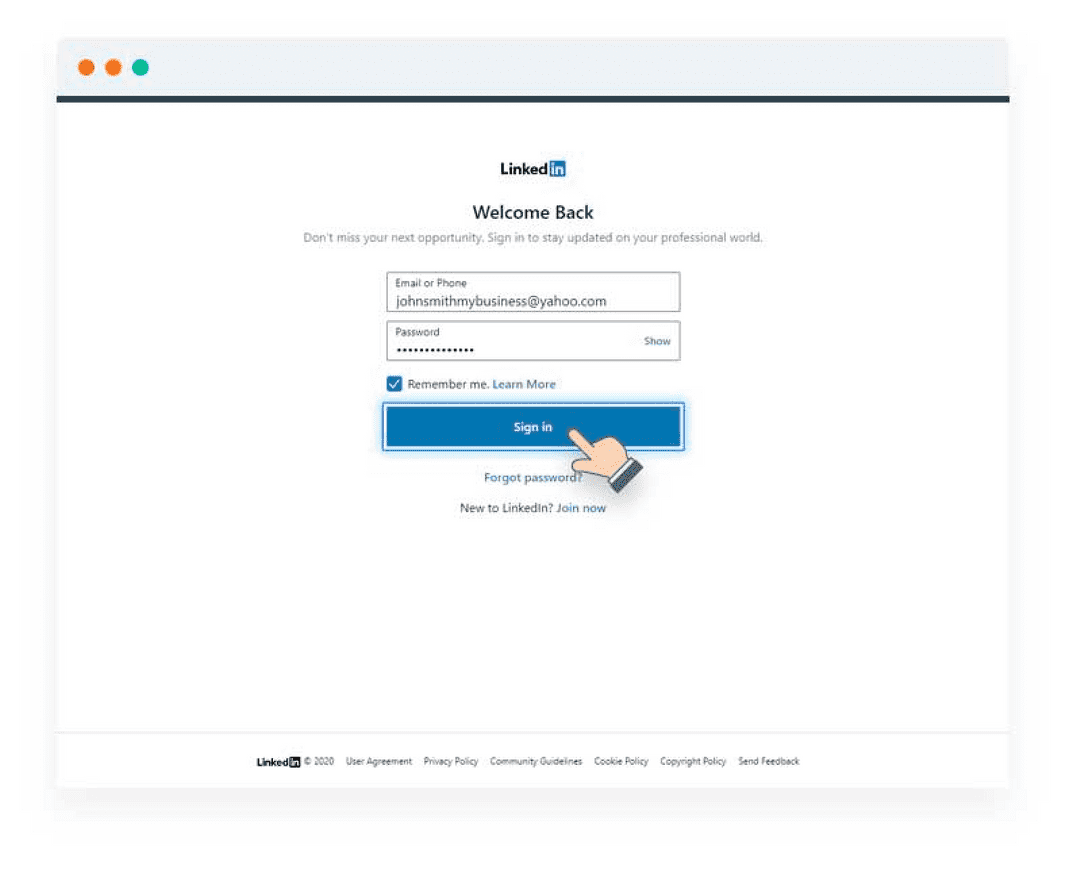 Linked in
Welcome Back
Don't miss your next opportunity. Sign in to stay updated on your professional world.
Email or Phone
johnsmithmybusiness@yahoo.com
Password
Show
••••••••••••••
Remember me. Learn More
Sign in
Forgot password?
New to LinkedIn? Join now
Linked in © 2020 User Agreement Privacy Policy Community Guidelines Cookie Policy Copyright Policy Send Feedback